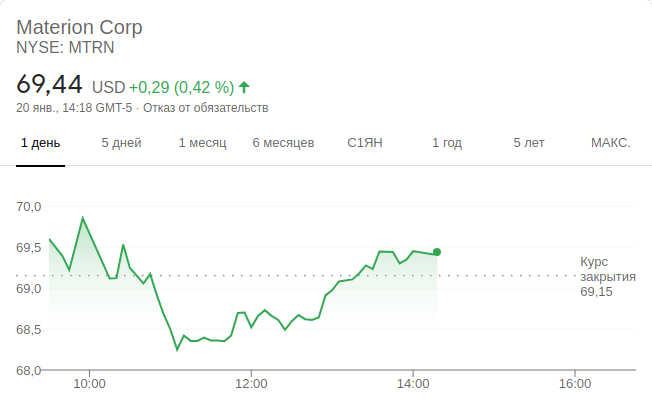 Materion Corp
NYSE: MTRN
69,44 USD +0,29 (0,42 %)
20 янв., 14:18 GMT-5 · Отказ от обязательств
1 день 5 дней 1 месяц 6 месяцев С1ЯН 1 год 5 лет МАКС.
70,0
69,5
Курс
закрытия
69,15
69,0
68,5
68,0
10:00 12:00 14:00 16:00